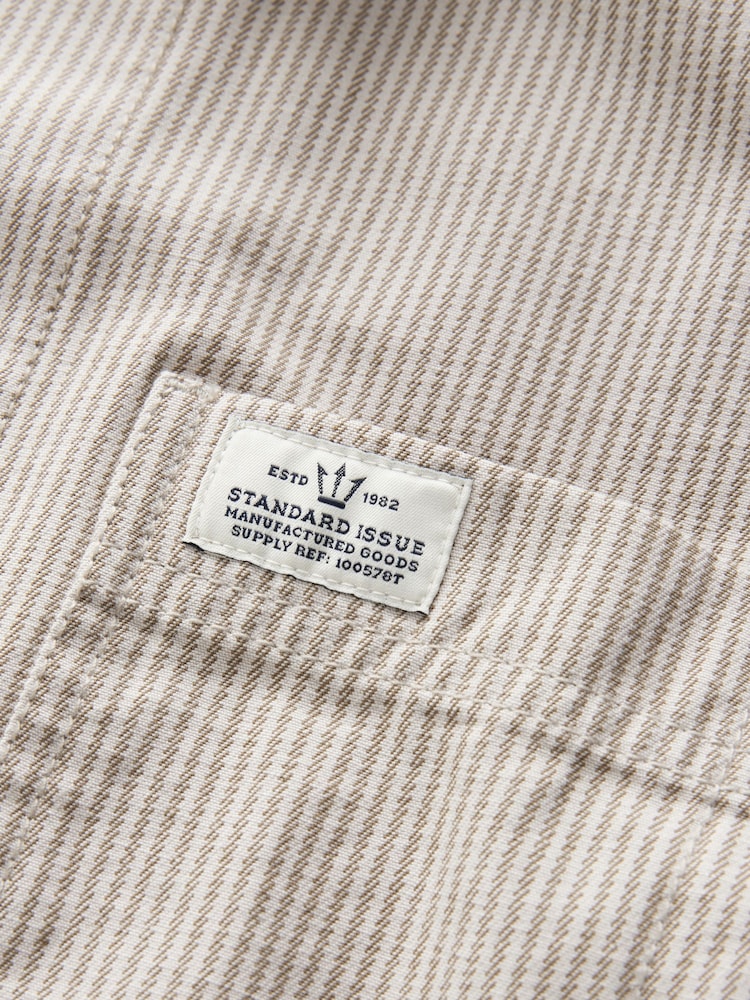 ESTD 1982
STANDARD ISSUE
MANUFACTURED GOODS
SUPPLY REF: 100578T